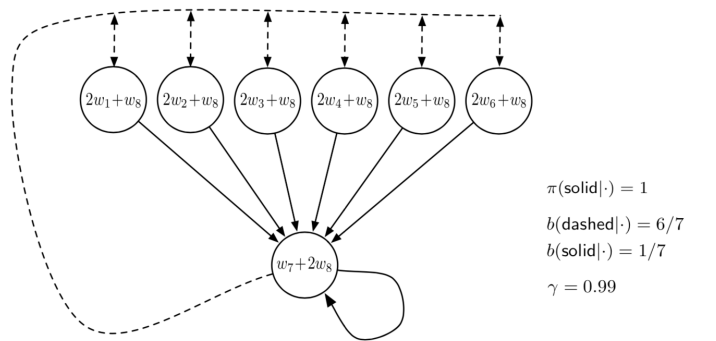 2w₁+w₈ 2w₂+w₈ 2w₃+w₈ 2w₄+w₈ 2w₅+w₈ 2w₆+w₈
π(solid|·) = 1
b(dashed|·) = 6/7
b(solid|·) = 1/7
w₇+2w₈
γ = 0.99